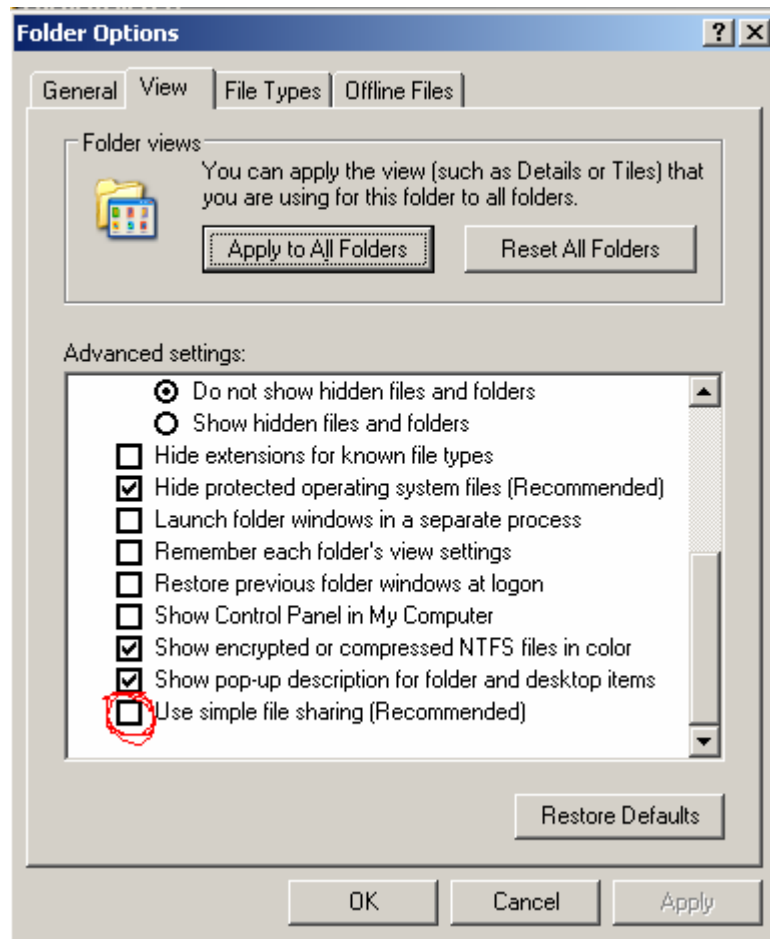 Folder Options
?
X
General
View
File Types
Offline Files
Folder views
You can apply the view (such as Details or Tiles) that
you are using for this folder to all folders.
Apply to All Folders
Reset All Folders
Advanced settings:
Do not show hidden files and folders
Show hidden files and folders
Hide extensions for known file types
Hide protected operating system files (Recommended)
Launch folder windows in a separate process
Remember each folder's view settings
Restore previous folder windows at logon
Show Control Panel in My Computer
Show encrypted or compressed NTFS files in color
Show pop-up description for folder and desktop items
Use simple file sharing (Recommended)
Restore Defaults
OK
Cancel
Apply